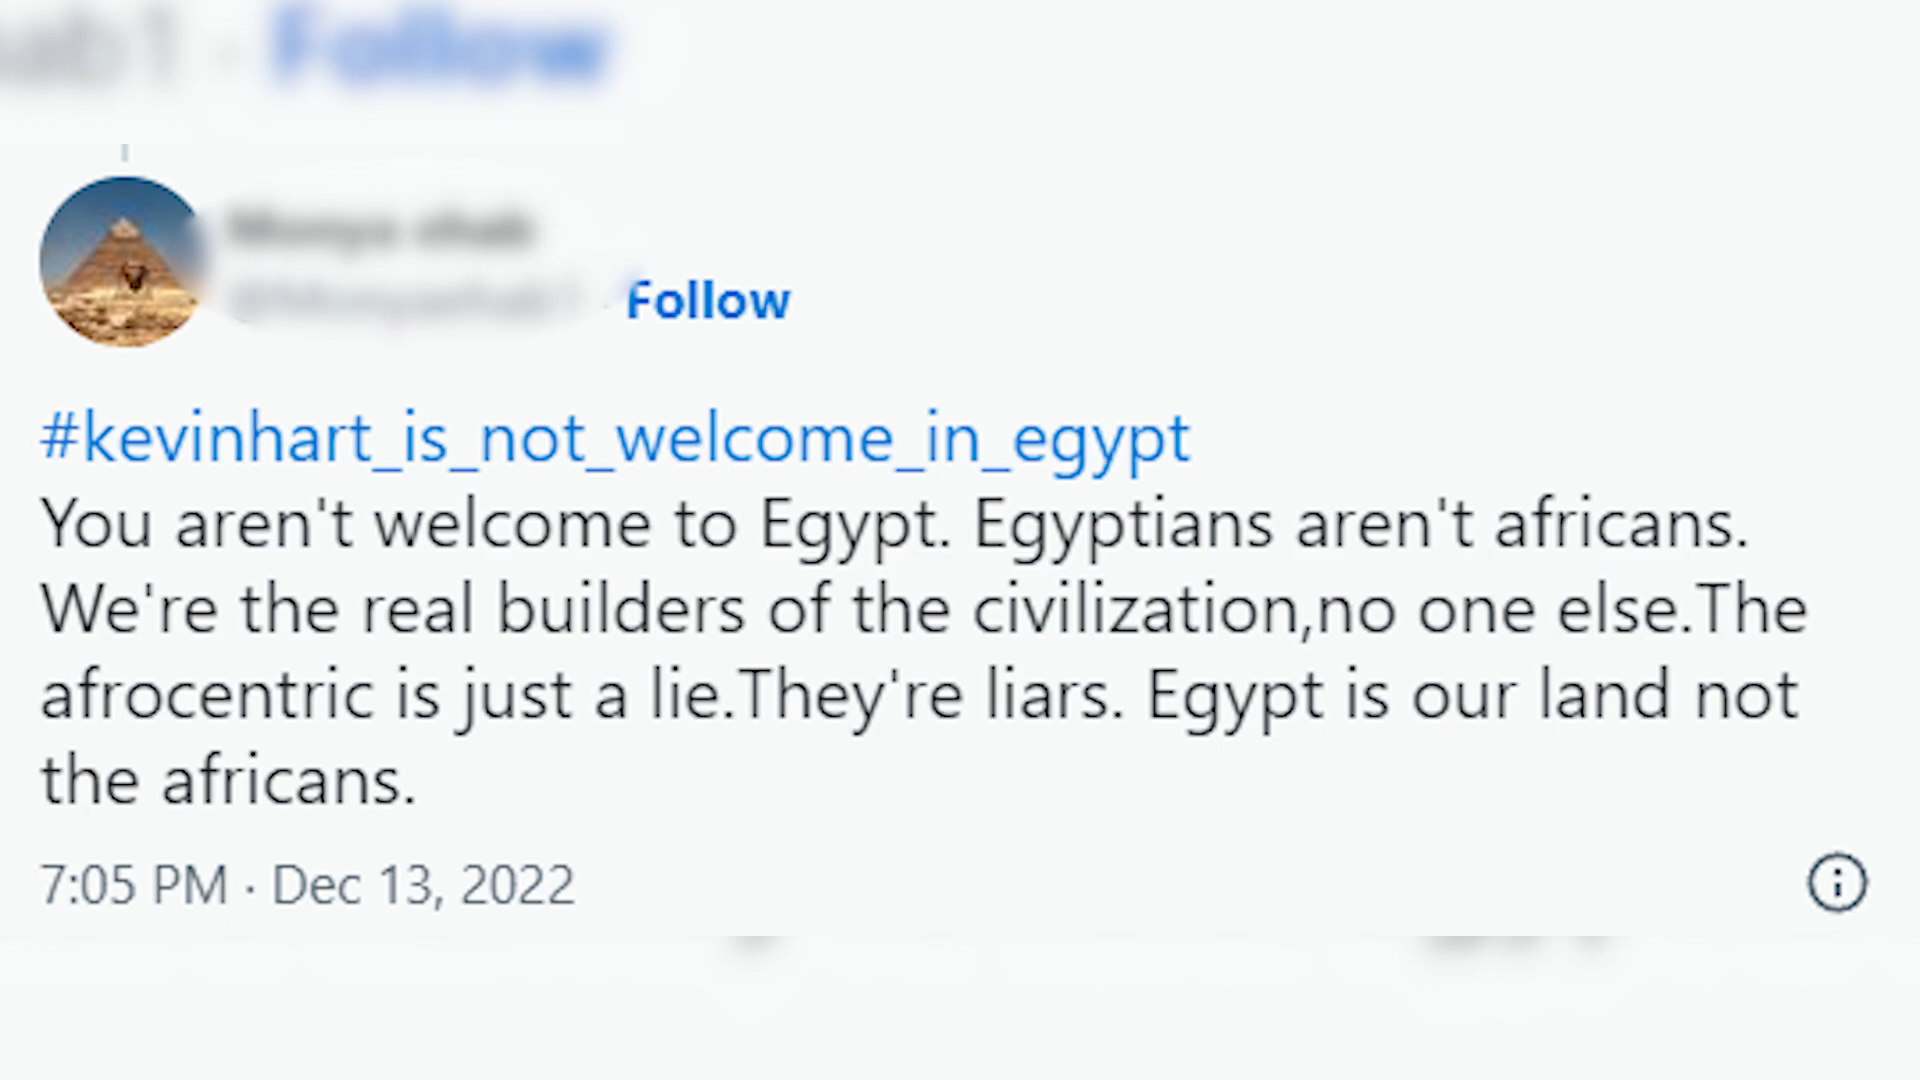 Follow
Follow
#kevinhart_is_not_welcome_in_egypt
You aren't welcome to Egypt. Egyptians aren't africans.
We're the real builders of the civilization,no one else.The
afrocentric is just a lie.They're liars. Egypt is our land not
the africans.
7:05 PM · Dec 13, 2022